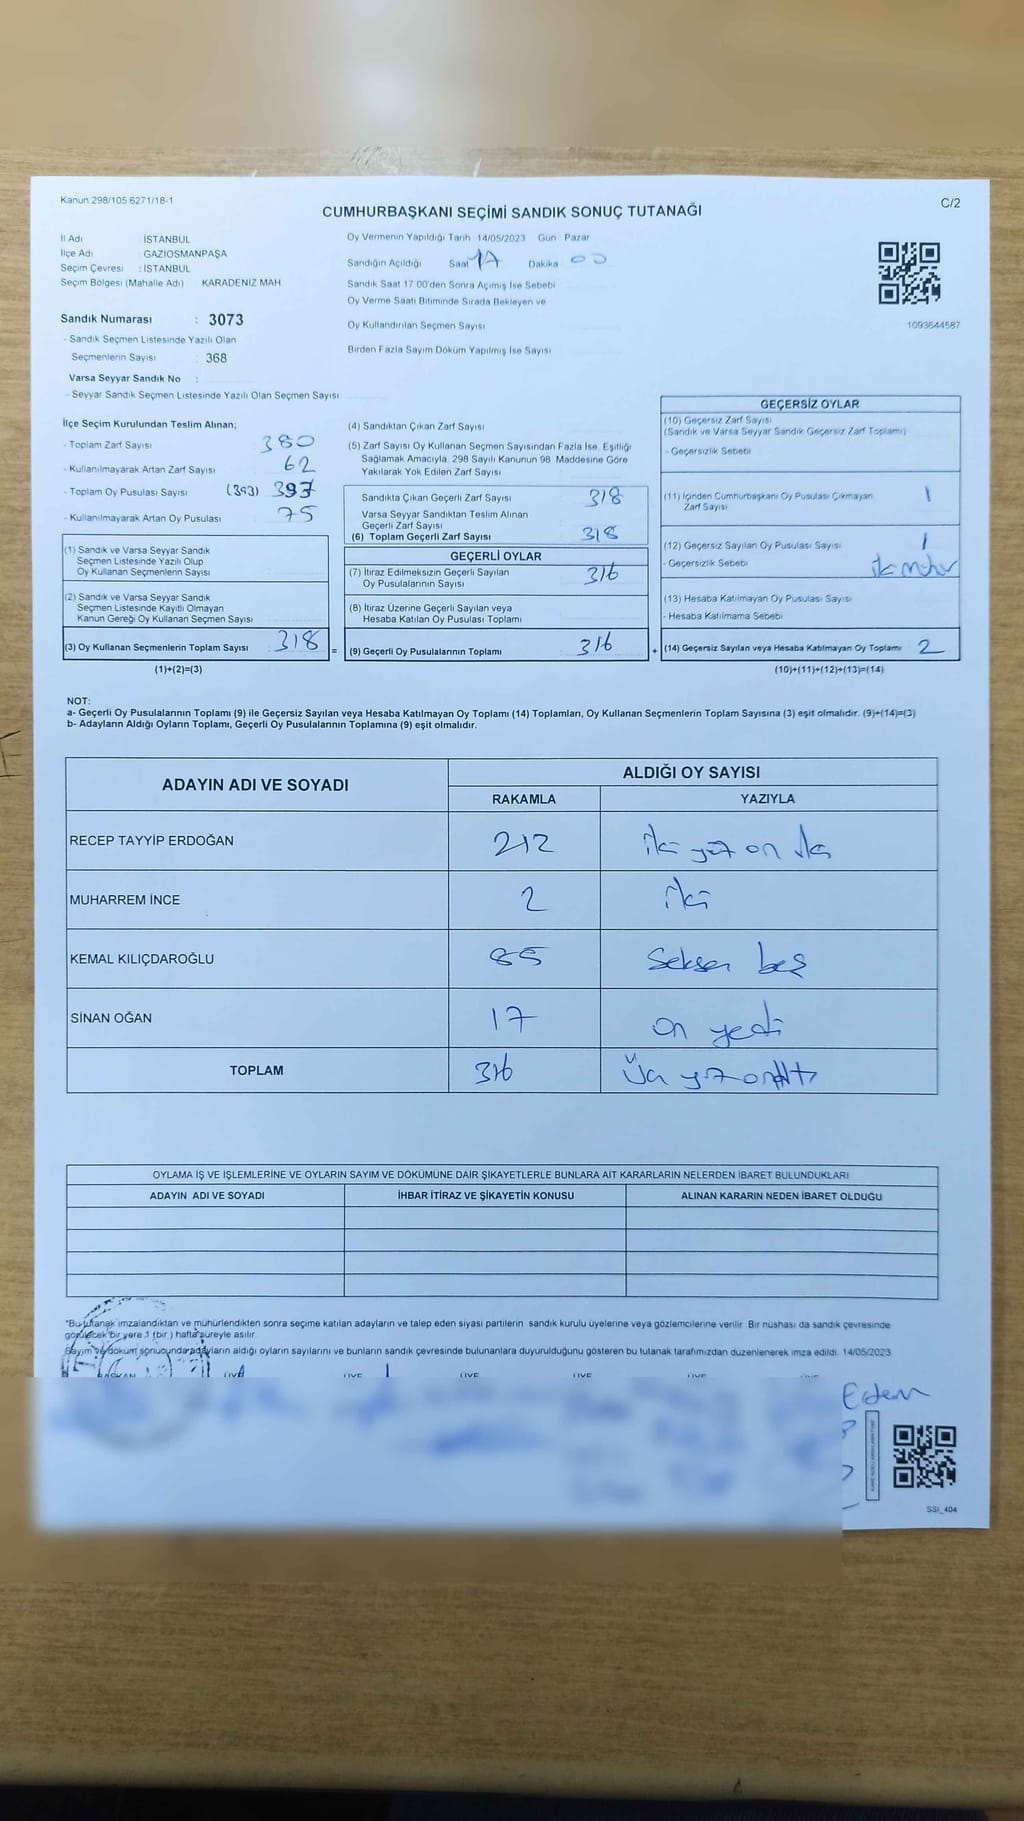 Kanun 298/105 6271/18-1
C/2
CUMHURBAŞKANI SEÇİMİ SANDIK SONUÇ TUTANAĞI
İl Adı İSTANBUL
İlçe Adı GAZİOSMANPAŞA
Seçim Çevresi : İSTANBUL
Seçim Bölgesi (Mahalle Adı) KARADENİZ MAH
Sandık Numarası : 3073
- Sandık Seçmen Listesinde Yazılı Olan
Seçmenlerin Sayısı : 368
Varsa Seyyar Sandık No :
- Seyyar Sandık Seçmen Listesinde Yazılı Olan Seçmen Sayısı
Oy Vermenin Yapıldığı Tarih 14/05/2023 Gün Pazar
Sandığın Açıldığı Saat 17 Dakika 00
Sandık Saat 17 00'den Sonra Açımış İse Sebebi
Oy Verme Saati Bitiminde Sırada Bekleyen ve
Oy Kullandırılan Seçmen Sayısı
Birden Fazla Sayım Döküm Yapılmış İse Sayısı
1093644587
İlçe Seçim Kurulundan Teslim Alınan;
- Toplam Zarf Sayısı 380
- Kullanılmayarak Artan Zarf Sayısı 62
- Toplam Oy Pusulası Sayısı (393) 393
- Kullanılmayarak Artan Oy Pusulası 75
(1) Sandık ve Varsa Seyyar Sandık
Seçmen Listesinde Yazılı Olup
Oy Kullanan Seçmenlerin Sayısı
(2) Sandık ve Varsa Seyyar Sandık
Seçmen Listesinde Kayıtlı Olmayan
Kanun Gereği Oy Kullanan Seçmen Sayısı
(3) Oy Kullanan Seçmenlerin Toplam Sayısı 318 =
(1)+(2)=(3)
(4) Sandıktan Çıkan Zarf Sayısı
(5) Zarf Sayısı Oy Kullanan Seçmen Sayısından Fazla İse, Eşitliği
Sağlamak Amacıyla, 298 Sayılı Kanunun 98. Maddesine Göre
Yakılarak Yok Edilen Zarf Sayısı
Sandıkta Çıkan Geçerli Zarf Sayısı 318
Varsa Seyyar Sandıktan Teslim Alınan
Geçerli Zarf Sayısı
(6) Toplam Geçerli Zarf Sayısı 318
GEÇERLİ OYLAR
(7) İtiraz Edilmeksizin Geçerli Sayılan 316
Oy Pusulalarının Sayısı
(8) İtiraz Üzerine Geçerli Sayılan veya
Hesaba Katılan Oy Pusulası Toplamı
(9) Geçerli Oy Pusulalarının Toplamı : 316 +
GEÇERSİZ OYLAR
(10) Geçersiz Zarf Sayısı
(Sandık ve Varsa Seyyar Sandık Geçersiz Zarf Toplamı)
- Geçersizlik Sebebi
(11) İçinden Cumhurbaşkanı Oy Pusulası Çıkmayan 1
Zarf Sayısı
(12) Geçersiz Sayılan Oy Pusulası Sayısı 1
- Geçersizlik Sebebi iki mühür
(13) Hesaba Katılmayan Oy Pusulası Sayısı
- Hesaba Katılmama Sebebi
(14) Geçersiz Sayılan veya Hesaba Katılmayan Oy Toplamı 2
(10)+(11)+(12)+(13)=(14)
NOT:
a- Geçerli Oy Pusulalarının Toplamı (9) ile Geçersiz Sayılan veya Hesaba Katılmayan Oy Toplamı (14) Toplamları, Oy Kullanan Seçmenlerin Toplam Sayısına (3) eşit olmalıdır. (9)+(14)=(3)
b- Adayların Aldığı Oyların Toplamı, Geçerli Oy Pusulalarının Toplamına (9) eşit olmalıdır.
ADAYIN ADI VE SOYADI ALDIĞI OY SAYISI
RAKAMLA YAZIYLA
RECEP TAYYİP ERDOĞAN 212 iki yüz on iki
MUHARREM İNCE 2 iki
KEMAL KILIÇDAROĞLU 85 Seksen beş
SİNAN OĞAN 17 on yedi
TOPLAM 316 Üç yüz on altı
OYLAMA İŞ VE İŞLEMLERİNE VE OYLARIN SAYIM VE DÖKÜMÜNE DAİR ŞİKAYETLERLE BUNLARA AİT KARARLARIN NELERDEN İBARET BULUNDUKLARI
ADAYIN ADI VE SOYADI İHBAR İTİRAZ VE ŞİKAYETİN KONUSU ALINAN KARARIN NEDEN İBARET OLDUĞU
"Bu tutanak imzalandıktan ve mühürlendikten sonra seçime katılan adayların ve talep eden siyasi partilerin sandık kurulu üyelerine veya gözlemcilerine verilir. Bir nüshası da sandık çevresinde
görülecek bir yere 1 (bir ) hafta süreyle asılır.
Sayım ve döküm sonucunda adayların aldığı oyların sayılarını ve bunların sandık çevresinde bulunanlara duyurulduğunu gösteren bu tutanak tarafımızdan düzenlenerek imza edildi. 14/05/2023
BAŞKAN ÜYE ÜYE ÜYE ÜYE ÜYE ÜYE
Erdem
SSI_404